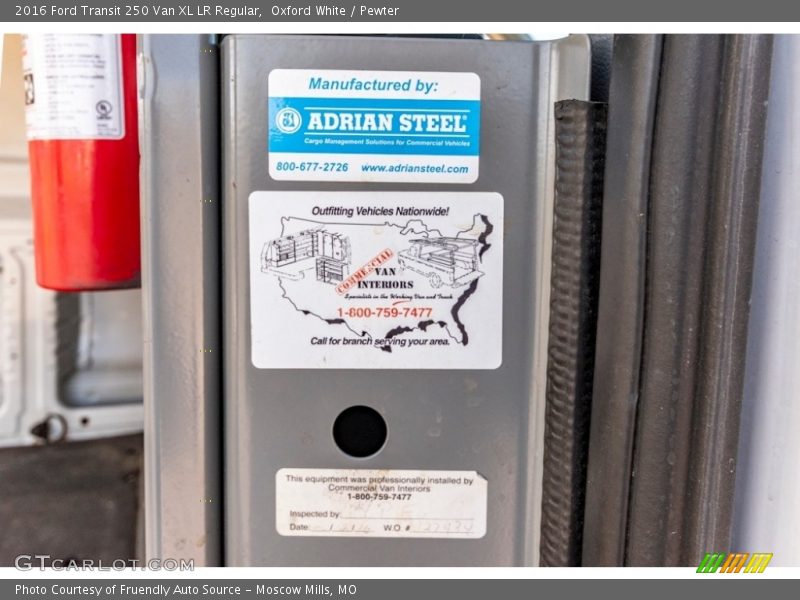 2016 Ford Transit 250 Van XL LR Regular,  Oxford White / Pewter
Manufactured by:
ADRIAN STEEL®
Cargo Management Solutions for Commercial Vehicles
800-677-2726 www.adriansteel.com
Outfitting Vehicles Nationwide!
COMMERCIAL
VAN
INTERIORS
Specialists in the Working Van and Truck
1-800-759-7477
Call for branch serving your area.
This equipment was professionally installed by
Commercial Van Interiors
1-800-759-7477
Inspected by:
Date: W.O. #
GTCARLOT.COM
Photo Courtesy of Fruendly Auto Source – Moscow Mills, MO